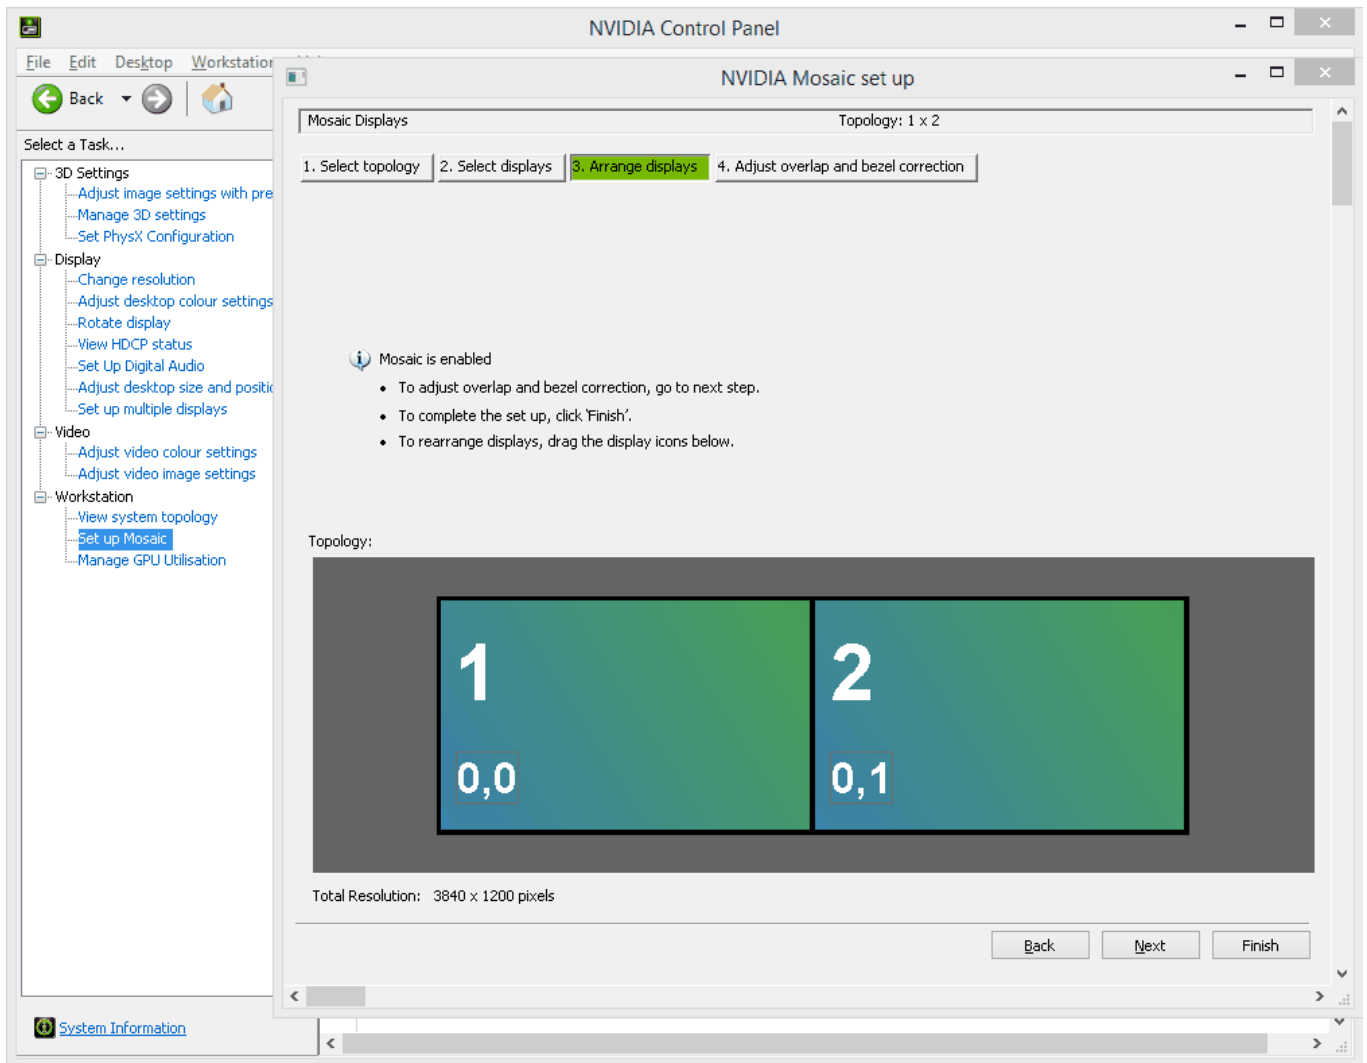 NVIDIA Control Panel
File Edit Desktop Workstation
Back
Select a Task...
3D Settings
Adjust image settings with pre
Manage 3D settings
Set PhysX Configuration
Display
Change resolution
Adjust desktop colour settings
Rotate display
View HDCP status
Set Up Digital Audio
Adjust desktop size and positio
Set up multiple displays
Video
Adjust video colour settings
Adjust video image settings
Workstation
View system topology
Set up Mosaic
Manage GPU Utilisation
System Information
NVIDIA Mosaic set up
Mosaic Displays Topology: 1 x 2
1. Select topology 2. Select displays 3. Arrange displays 4. Adjust overlap and bezel correction
Mosaic is enabled
• To adjust overlap and bezel correction, go to next step.
• To complete the set up, click 'Finish'.
• To rearrange displays, drag the display icons below.
Topology:
1 2
0,0 0,1
Total Resolution: 3840 x 1200 pixels
Back Next Finish